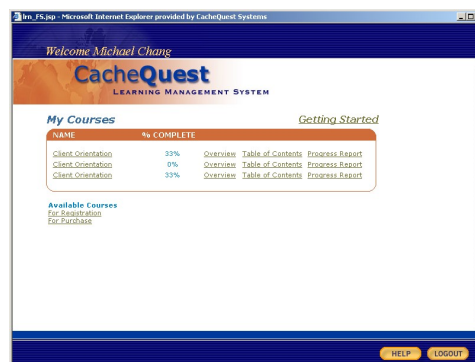 lrn_FS.jsp - Microsoft Internet Explorer provided by CacheQuest Systems
Welcome Michael Chang
CacheQuest
LEARNING MANAGEMENT SYSTEM
My Courses Getting Started
NAME % COMPLETE
Client Orientation 33% Overview Table of Contents Progress Report
Client Orientation 0% Overview Table of Contents Progress Report
Client Orientation 33% Overview Table of Contents Progress Report
Available Courses
For Registration
For Purchase
HELP LOGOUT